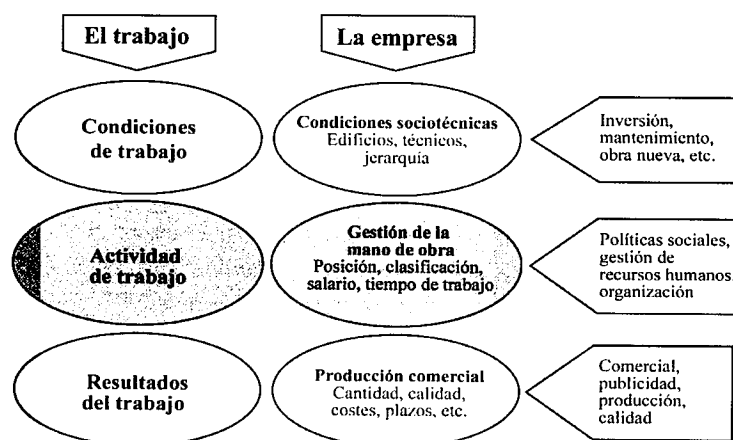 El trabajo
La empresa
Condiciones
de trabajo
Condiciones sociotécnicas
Edificios, técnicos,
jerarquía
Inversión,
mantenimiento,
obra nueva, etc.
Actividad
de trabajo
Gestión de la
mano de obra
Posición, clasificación,
salario, tiempo de trabajo
Políticas sociales,
gestión de
recursos humanos,
organización
Resultados
del trabajo
Producción comercial
Cantidad, calidad,
costes, plazos, etc.
Comercial,
publicidad,
producción,
calidad